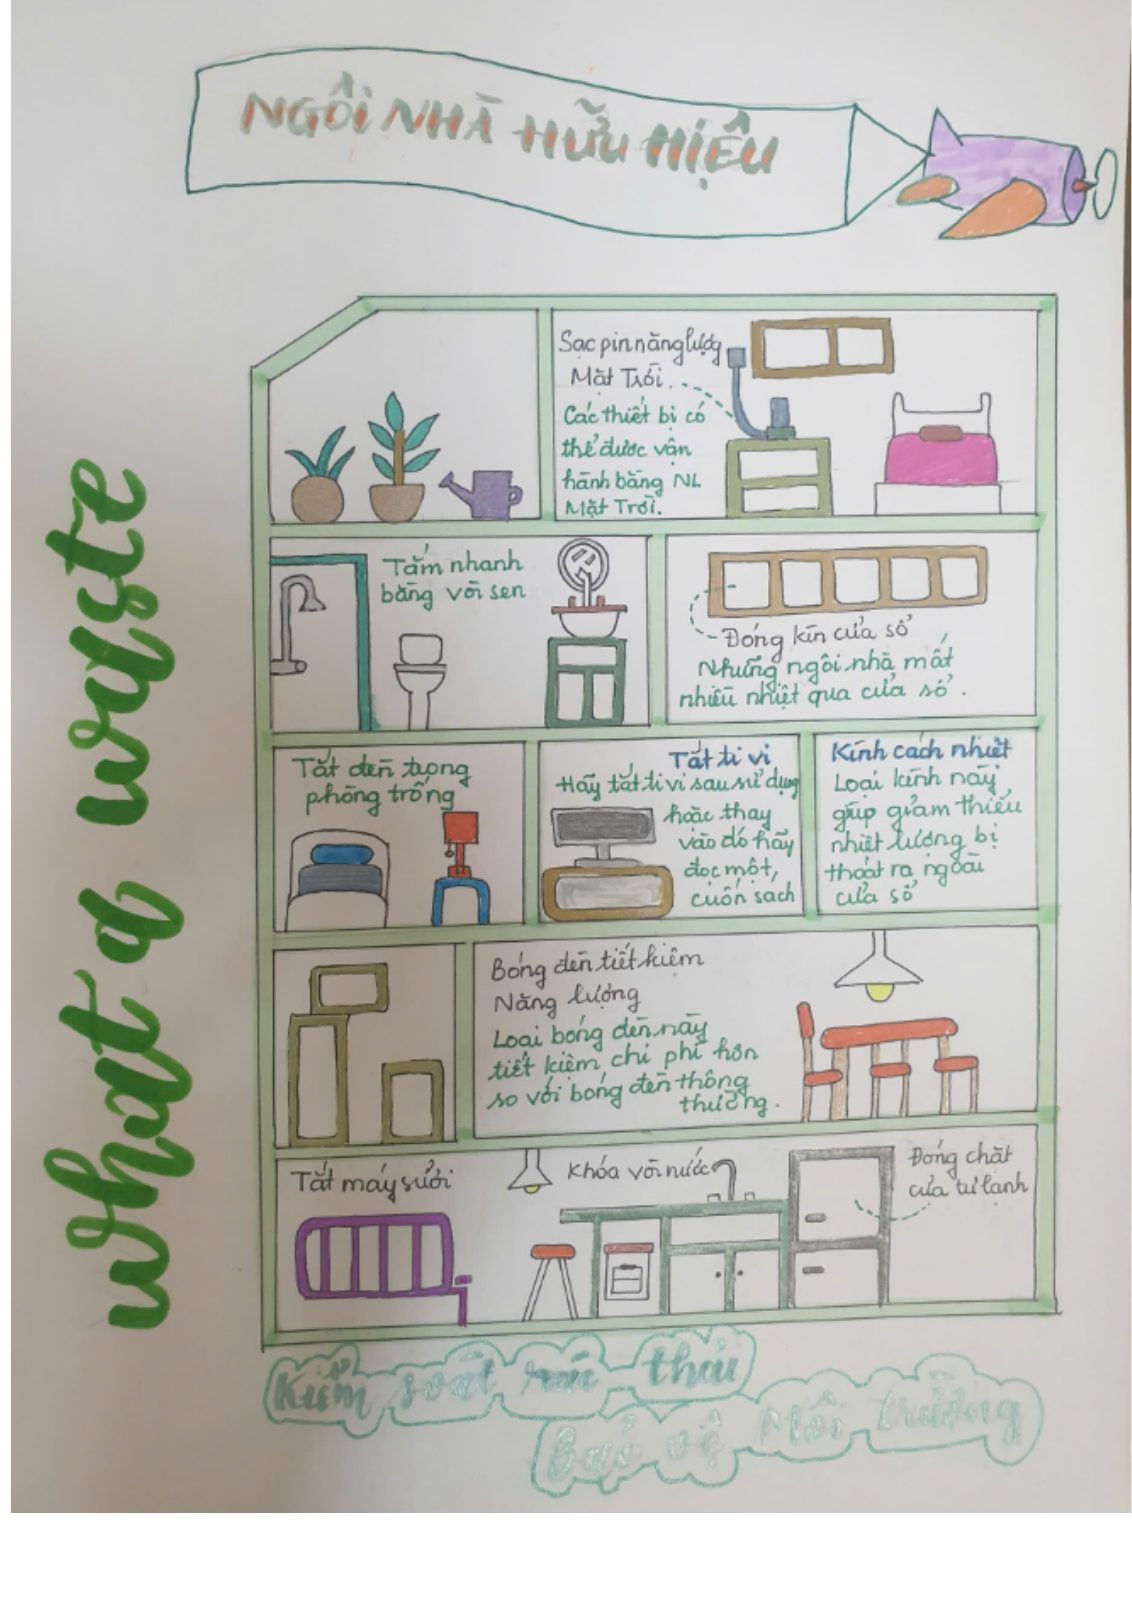 NGÔI NHÀ HỮU HIỆU
what a waste
Sạc pin năng lượng
Mặt Trời
Các thiết bị có
thể được vận
hành bằng NL
Mặt Trời.
Tắm nhanh
bằng vòi sen
Đóng kín cửa sổ
Những ngôi nhà mất
nhiều nhiệt qua cửa sổ.
Tắt đèn trong
phòng trống
Tắt ti vi
Hãy tắt ti vi sau sử dụng
hoặc thay
vào đó hãy
đọc một,
cuốn sách
Kính cách nhiệt
Loại kính này
giúp giảm thiểu
nhiệt lượng bị
thoát ra ngoài
cửa sổ
Bóng đèn tiết kiệm
Năng lượng
Loại bóng đèn này
tiết kiệm chi phí hơn
so với bóng đèn thông
thường.
Tắt máy sưởi
Khóa vòi nước
Đóng chặt
cửa tủ lạnh
Kiểm soát rác thải
Bảo vệ Môi trường